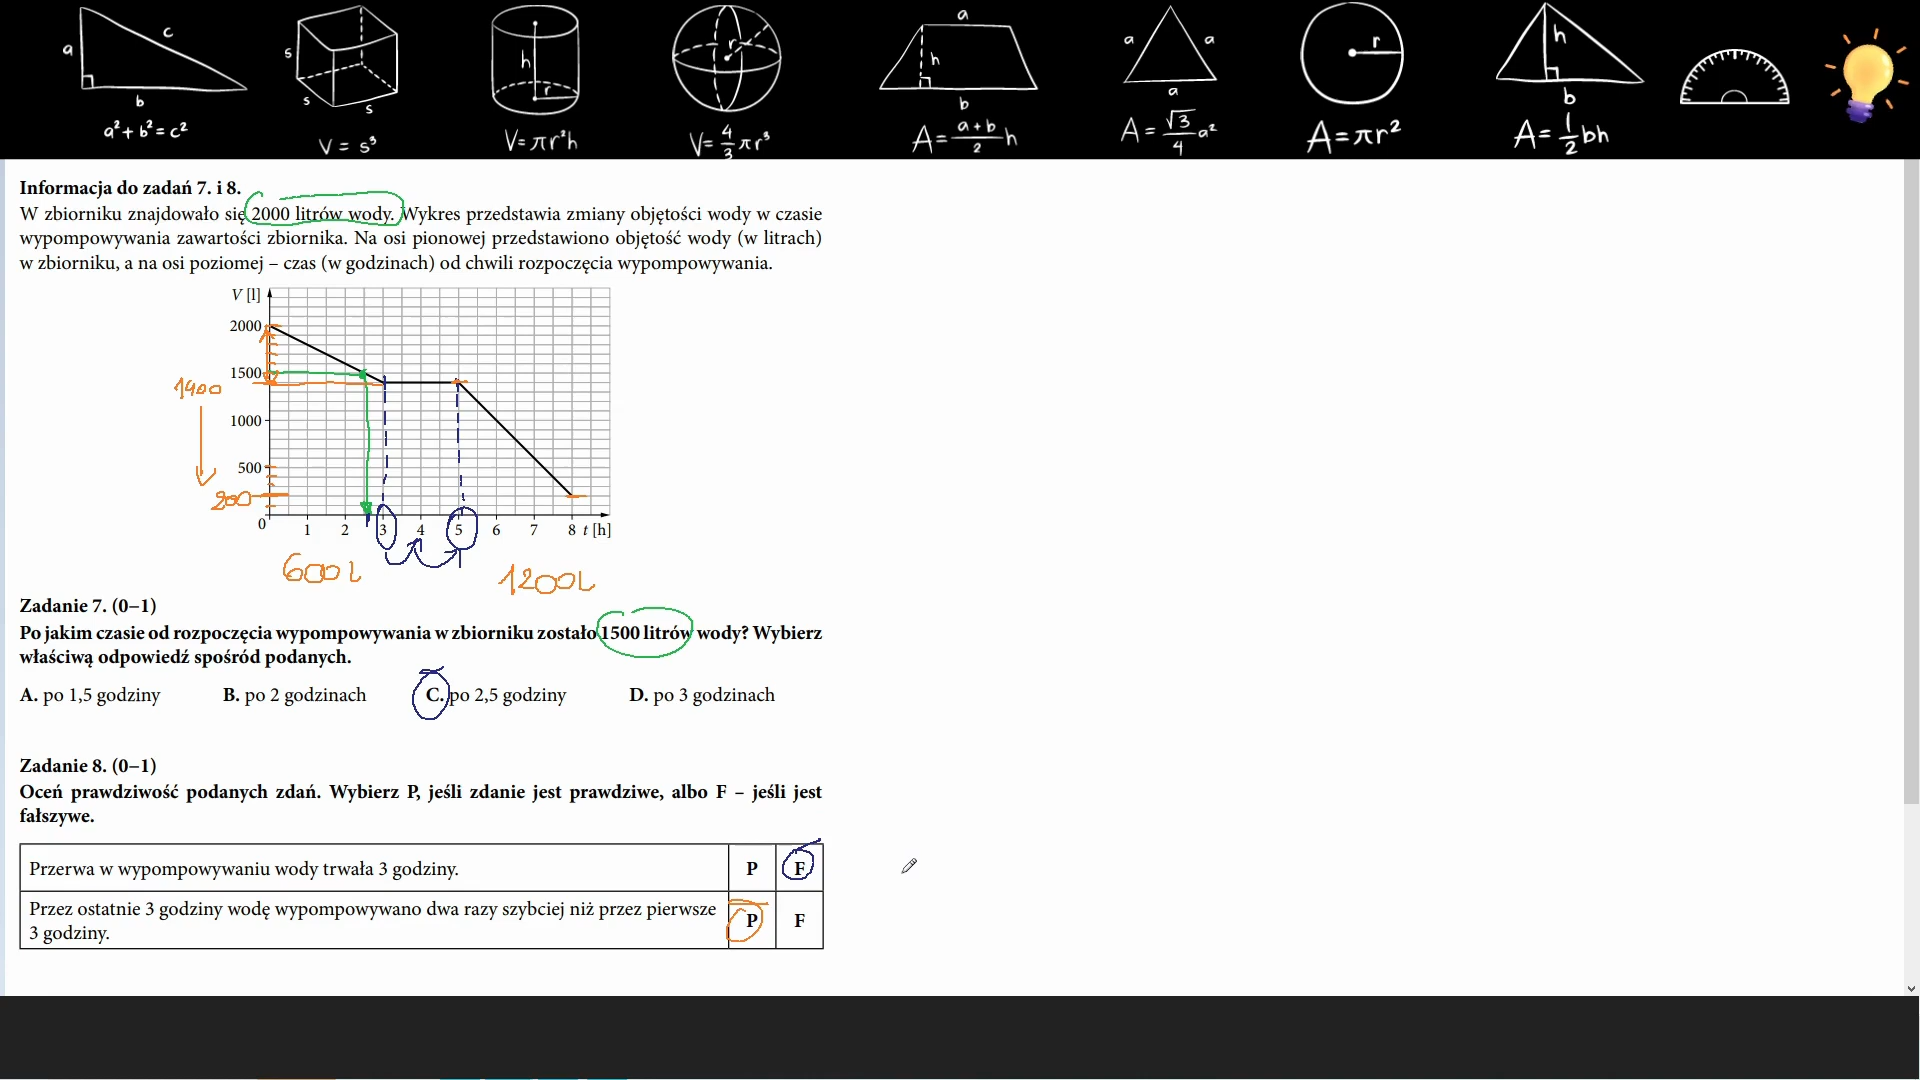 a
c
b
a² + b² = c²
s
s
s
V = s³
h
r
V = πr²h
r
V = 4/3 πr³
a
h
b
A = (a + b)/2 h
a
a
a
A = √3/4 a²
r
A = πr²
h
b
A = 1/2 bh
Informacja do zadań 7. i 8.
W zbiorniku znajdowało się 2000 litrów wody. Wykres przedstawia zmiany objętości wody w czasie
wypompowywania zawartości zbiornika. Na osi pionowej przedstawiono objętość wody (w litrach)
w zbiorniku, a na osi poziomej – czas (w godzinach) od chwili rozpoczęcia wypompowywania.
V [l]
2000
1500
1400
1000
500
200
0 1 2 3 4 5 6 7 8 t [h]
600l 1200L
Zadanie 7. (0–1)
Po jakim czasie od rozpoczęcia wypompowywania w zbiorniku zostało 1500 litrów wody? Wybierz
właściwą odpowiedź spośród podanych.
A. po 1,5 godziny B. po 2 godzinach C. po 2,5 godziny D. po 3 godzinach
Zadanie 8. (0–1)
Oceń prawdziwość podanych zdań. Wybierz P, jeśli zdanie jest prawdziwe, albo F – jeśli jest
fałszywe.
Przerwa w wypompowywaniu wody trwała 3 godziny. P F
Przez ostatnie 3 godziny wodę wypompowywano dwa razy szybciej niż przez pierwsze
3 godziny. P F